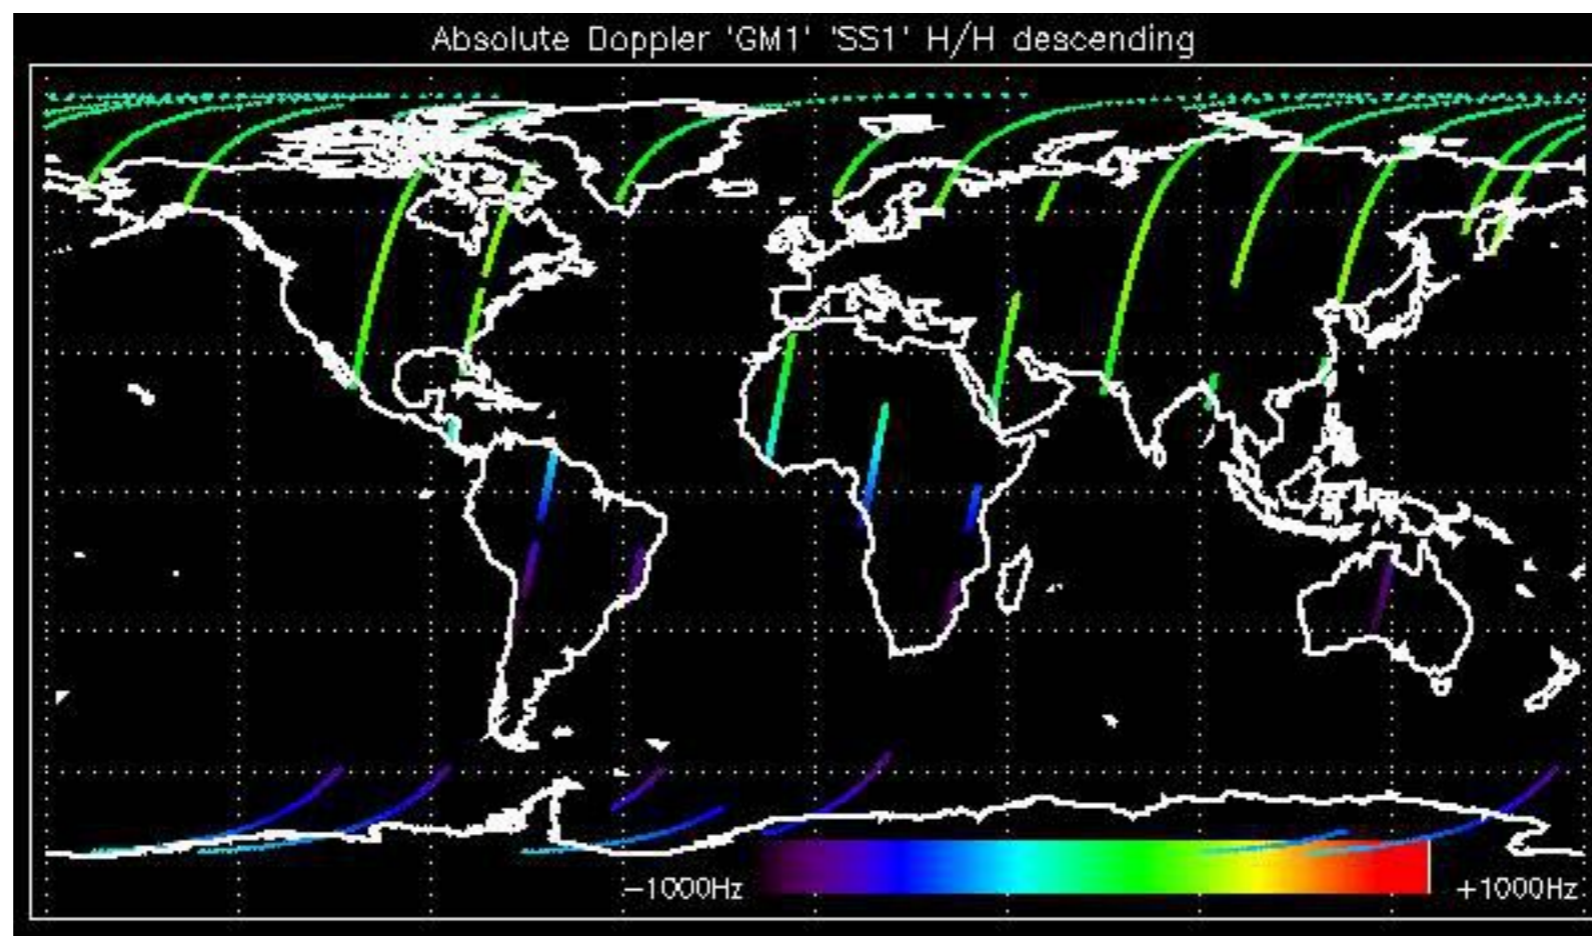 Absolute Doppler 'GM1' 'SS1' H/H descending
-1000Hz
+1000Hz